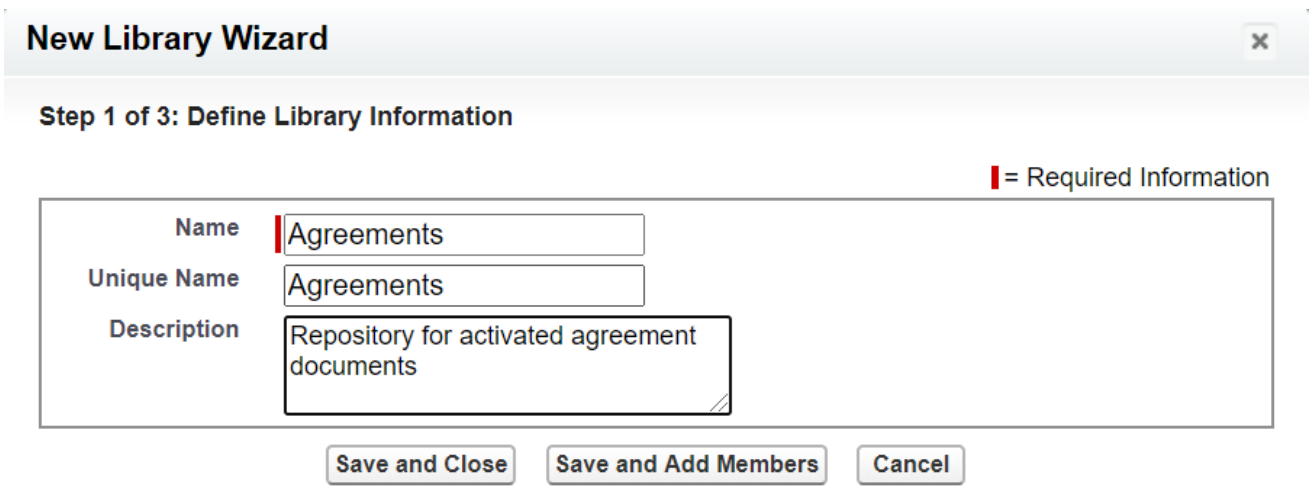 New Library Wizard
Step 1 of 3: Define Library Information
= Required Information
Name Agreements
Unique Name Agreements
Description Repository for activated agreement
documents
Save and Close Save and Add Members Cancel